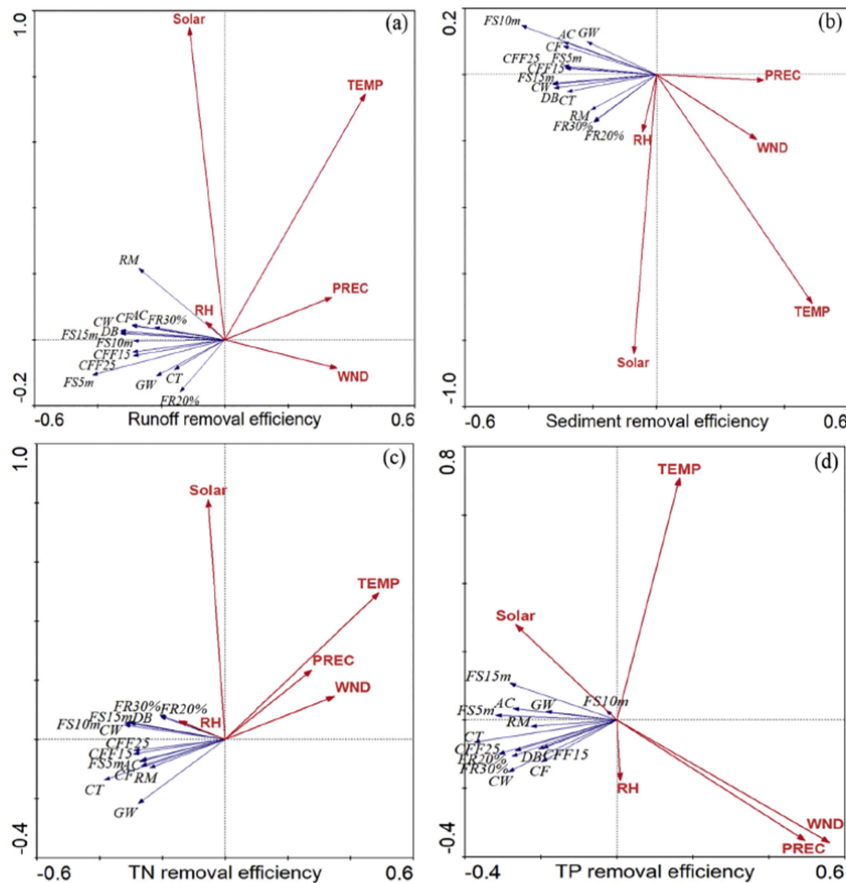 1.0
Solar
(a)
TEMP
RM
PREC
RH
CW CF AC FR30%
FS15m DB
FS10m
CFF15
CFF25
FS5m
GW CT
FR20%
WND
-0.2
-0.6
Runoff removal efficiency
0.6
0.2
FS10m
(b)
AC GW
CF
CFF25 FS5m
CFF15
FS15m
CW
DB CT
RM
FR30%
FR20%
RH
PREC
WND
TEMP
Solar
-1.0
-0.6
Sediment removal efficiency
0.6
1.0
(c)
Solar
TEMP
PREC
WND
FR30% FR20%
FS15m DB
FS10m
CW
RH
CFF25
CFF15
FS5m AC
CF RM
CT
GW
-0.4
-0.6
TN removal efficiency
0.6
0.8
(d)
TEMP
Solar
FS15m
AC GW FS10m
FS5m
RM
CT
CFF25 CFF15
FR20% DB
FR30% CF
CW
RH
WND
PREC
-0.4
-0.4
TP removal efficiency
0.6